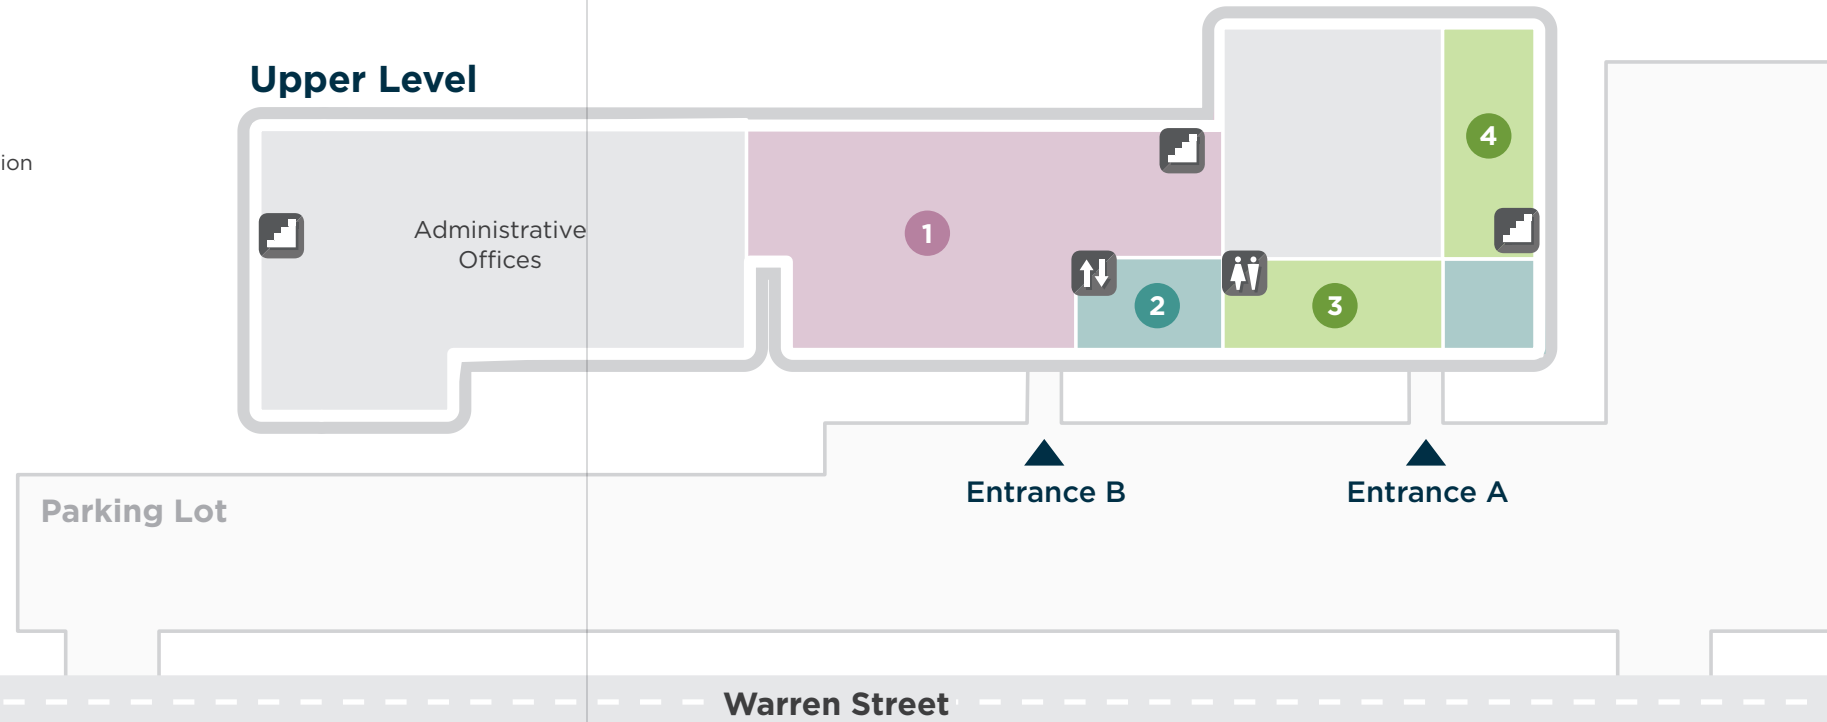 Upper Level
ion
4
Administrative
Offices
1
2
3
Entrance B
Entrance A
Parking Lot
Warren Street